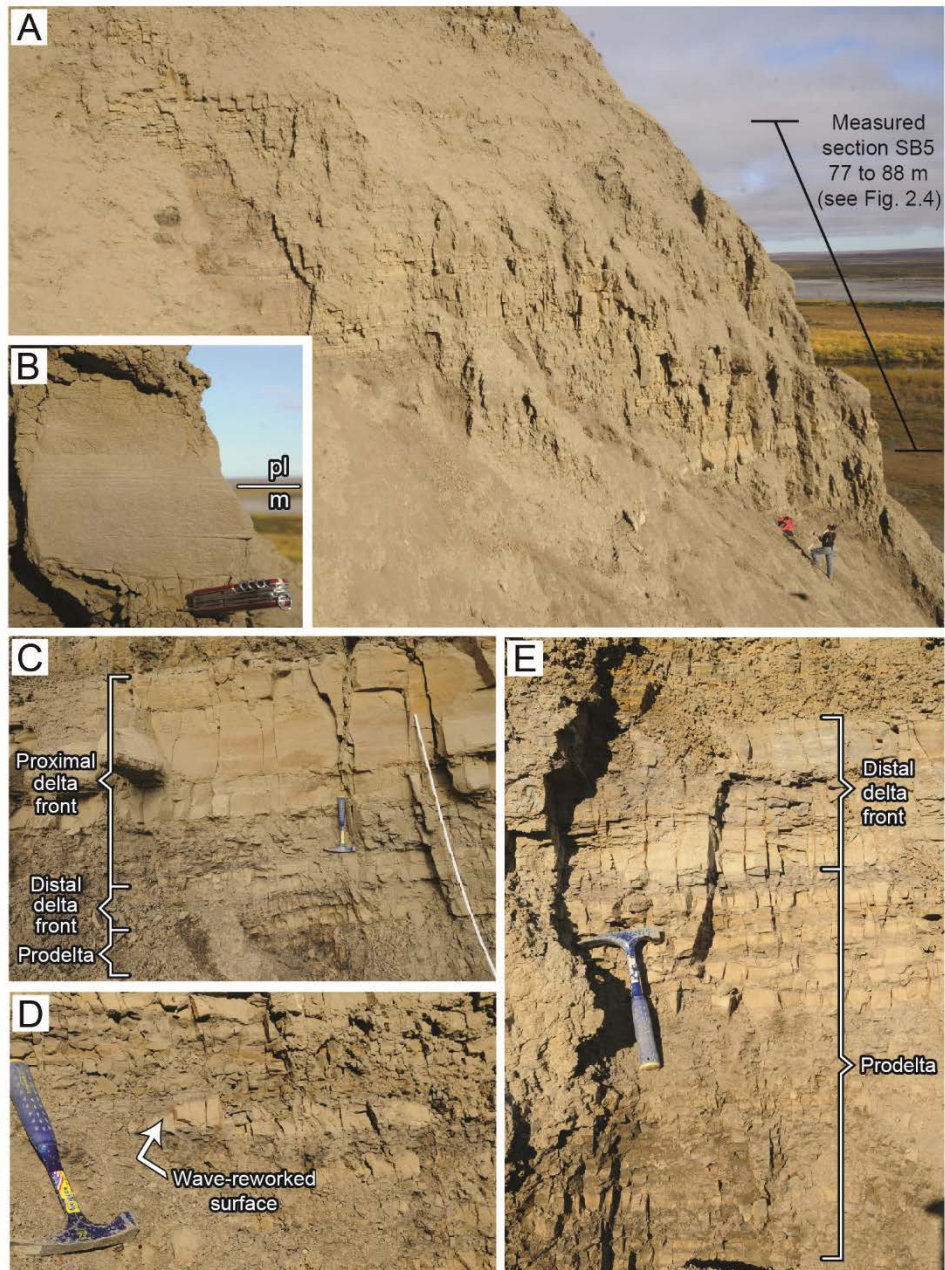 A
Measured
section SB5
77 to 88 m
(see Fig. 2.4)
B
pl
m
C
Proximal
delta
front
Distal
delta
front
Prodelta
D
Wave-reworked
surface
E
Distal
delta
front
Prodelta